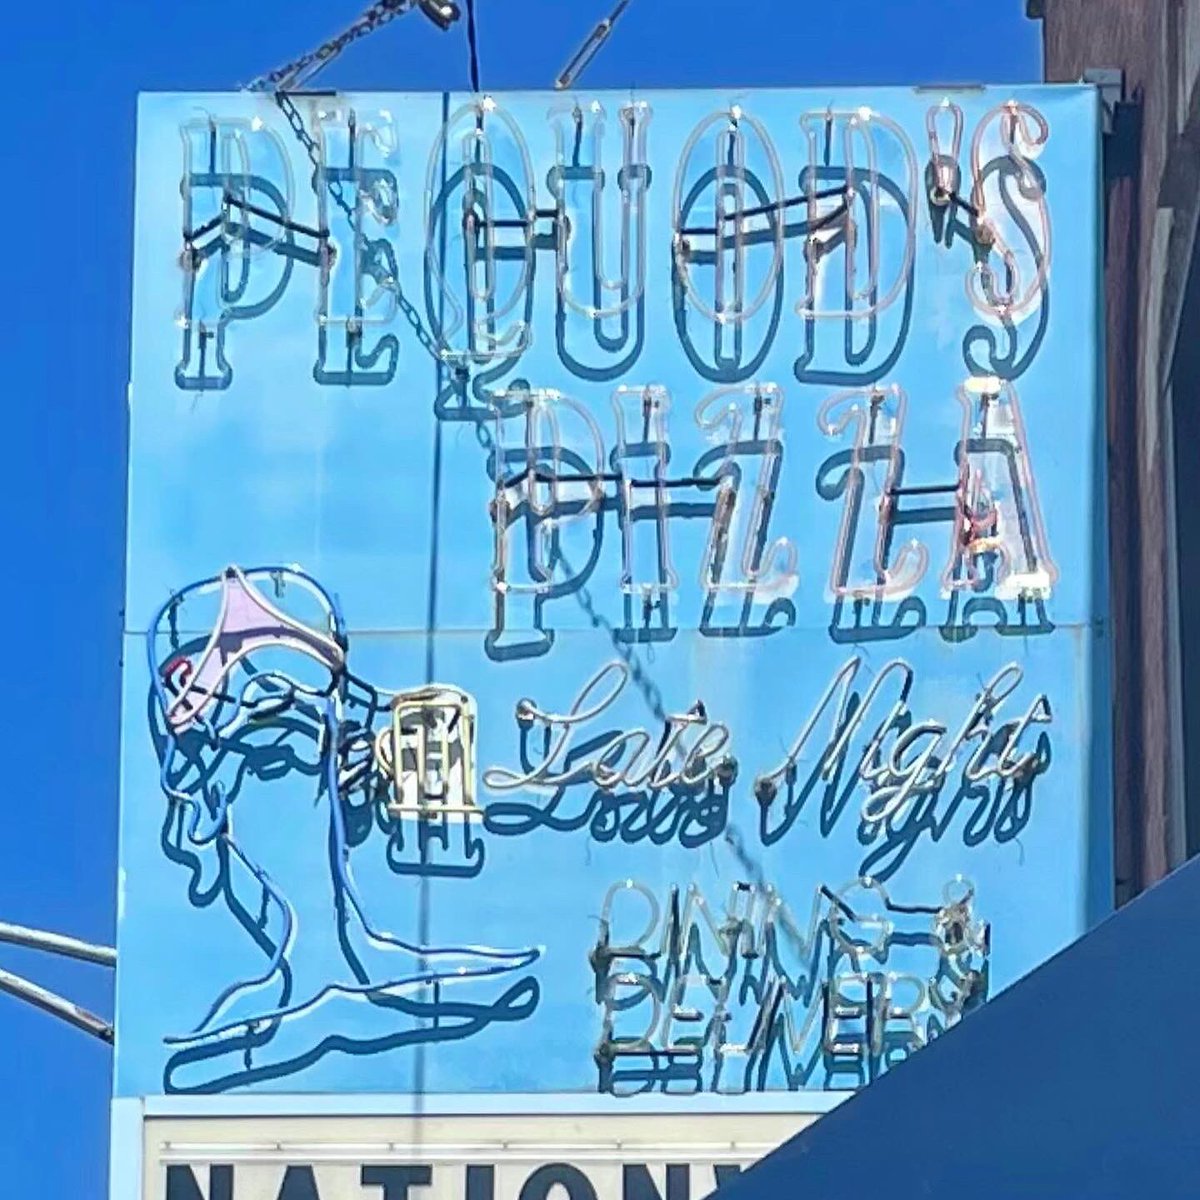 PEQUOD'S
PIZZA
Late Night
DINING &
DELIVERY